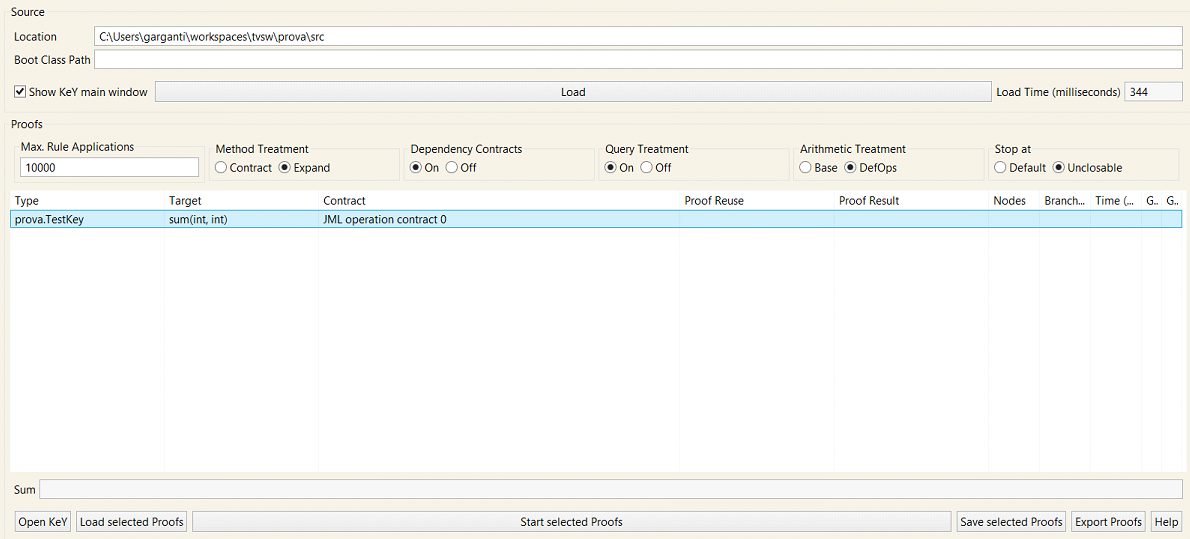 Source
Location C:\Users\garganti\workspaces\tvsw\prova\src
Boot Class Path
Show KeY main window Load Load Time (milliseconds) 344
Proofs
Max. Rule Applications Method Treatment Dependency Contracts Query Treatment Arithmetic Treatment Stop at
10000 Contract Expand On Off On Off Base DefOps Default Unclosable
Type Target Contract Proof Reuse Proof Result Nodes Branch... Time (... G.. G..
prova.TestKey sum(int, int) JML operation contract 0
Sum
Open KeY Load selected Proofs Start selected Proofs Save selected Proofs Export Proofs Help